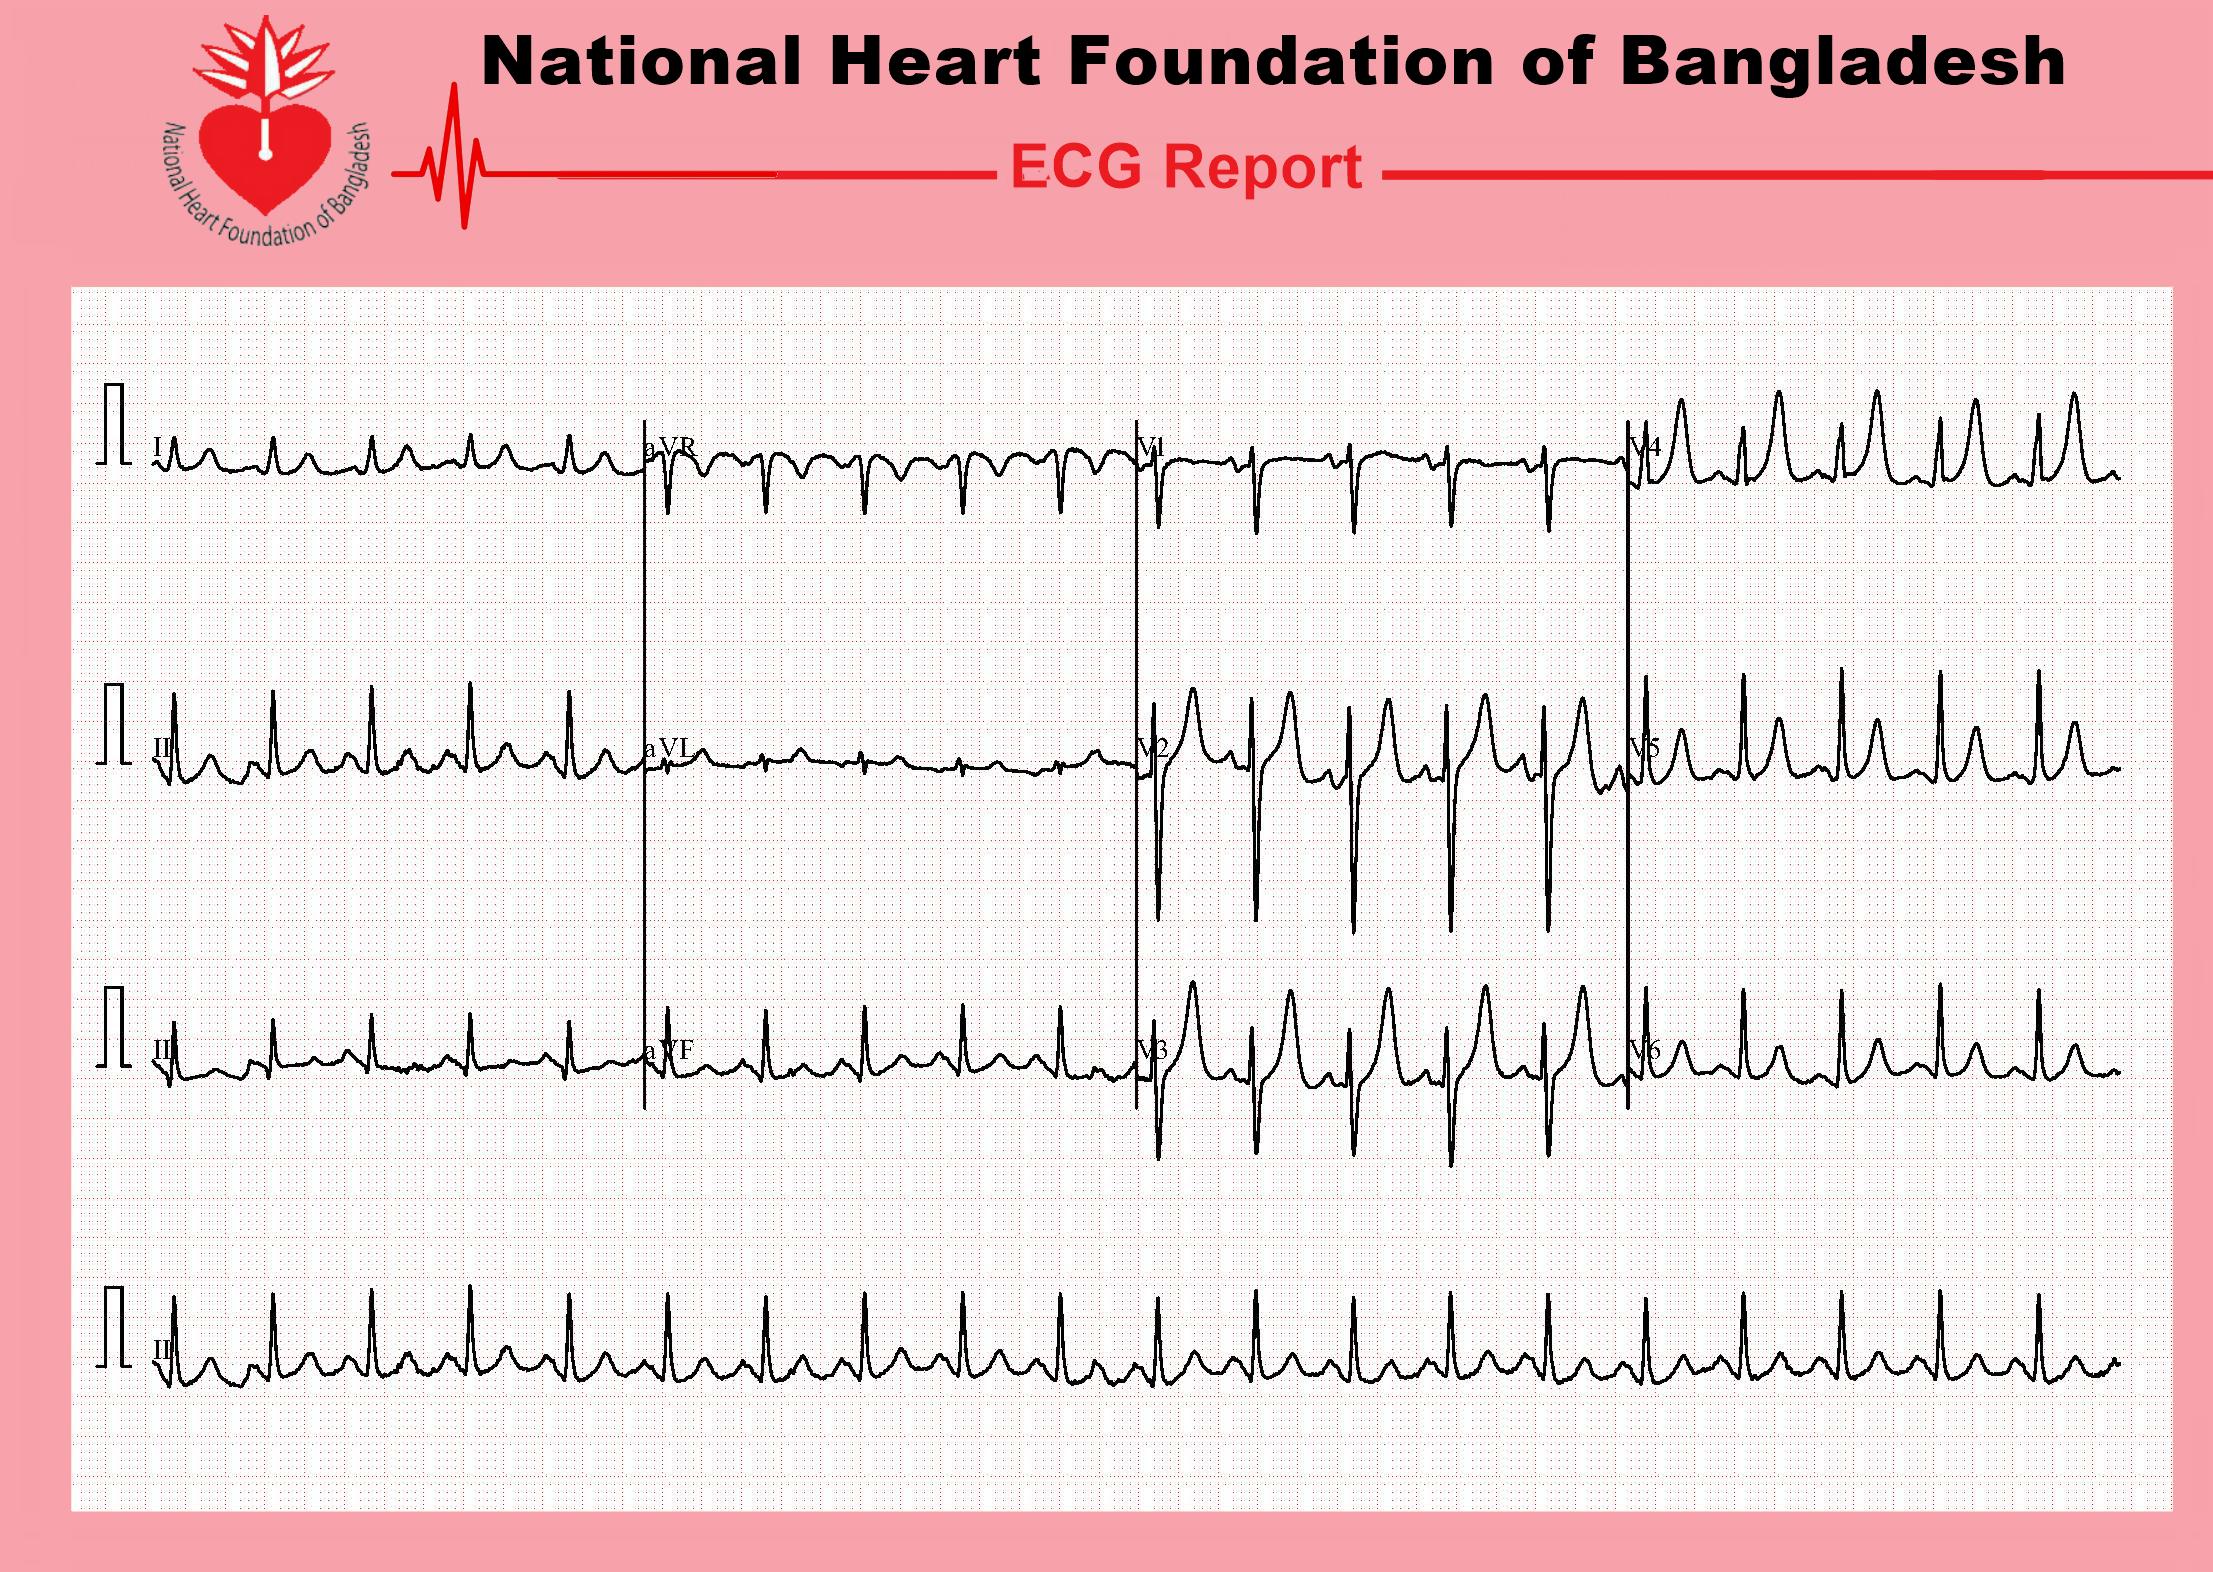 National Heart Foundation of Bangladesh
National Heart Foundation of Bangladesh
ECG Report
I aVR V1 V4
II aVL V2 V5
III aVF V3 V6
II